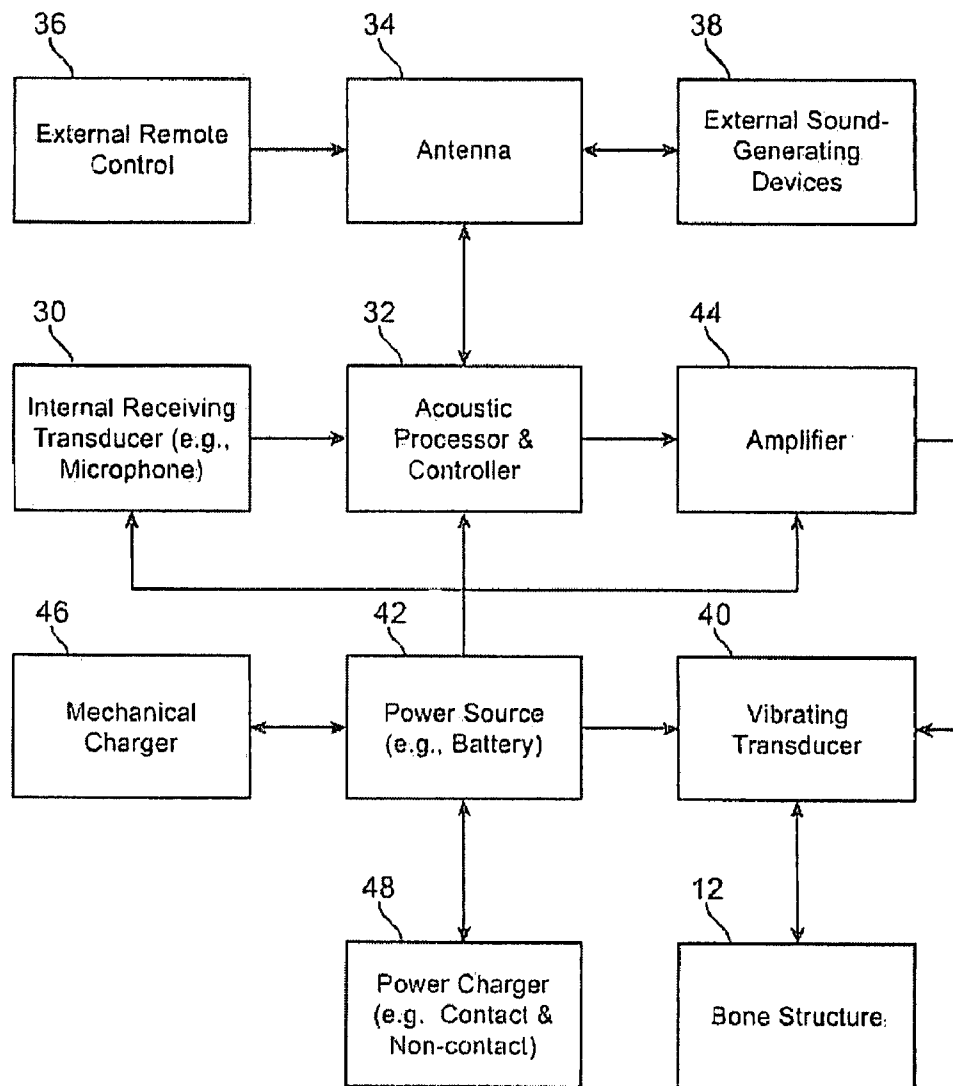 36
34
38
External Remote
Control
Antenna
External Sound-
Generating
Devices
30
32
44
Internal Receiving
Transducer (e.g.,
Microphone)
Acoustic
Processor &
Controller
Amplifier
46
42
40
Mechanical
Charger
Power Source
(e.g., Battery)
Vibrating
Transducer
48
12
Power Charger
(e.g. Contact &
Non-contact)
Bone Structure